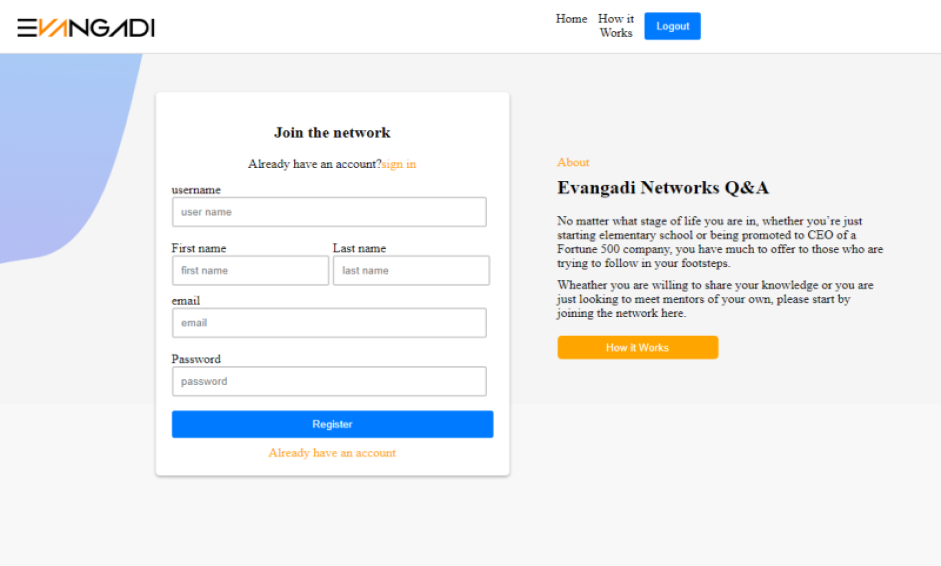 EVANGADI
Home How it
Works
Logout
Join the network
Already have an account?sign in
username
user name
First name Last name
first name last name
email
email
Password
password
Register
Already have an account
About
Evangadi Networks Q&A
No matter what stage of life you are in, whether you’re just
starting elementary school or being promoted to CEO of a
Fortune 500 company, you have much to offer to those who are
trying to follow in your footsteps.
Wheather you are willing to share your knowledge or you are
just looking to meet mentors of your own, please start by
joining the network here.
How it Works